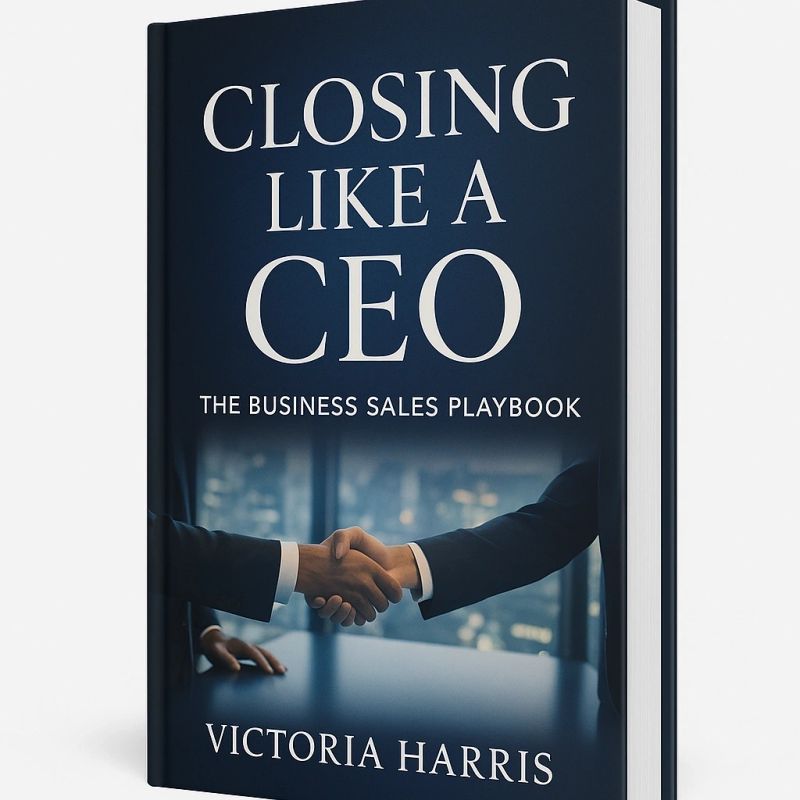 CLOSING
LIKE A
CEO
THE BUSINESS SALES PLAYBOOK
VICTORIA HARRIS